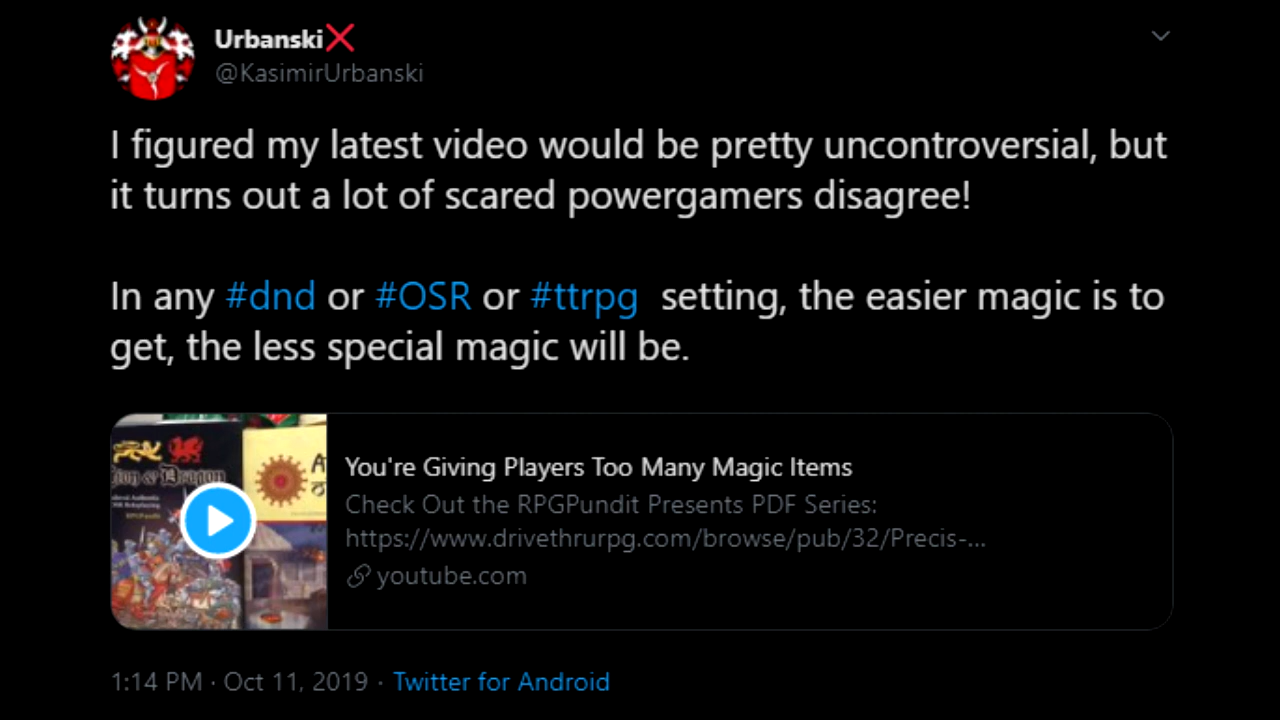 Urbanski❌
@KasimirUrbanski
I figured my latest video would be pretty uncontroversial, but
it turns out a lot of scared powergamers disagree!
In any #dnd or #OSR or #ttrpg setting, the easier magic is to
get, the less special magic will be.
Dragon
RPGPundit
You're Giving Players Too Many Magic Items
Check Out the RPGPundit Presents PDF Series:
https://www.drivethrurpg.com/browse/pub/32/Precis-...
youtube.com
1:14 PM · Oct 11, 2019 · Twitter for Android